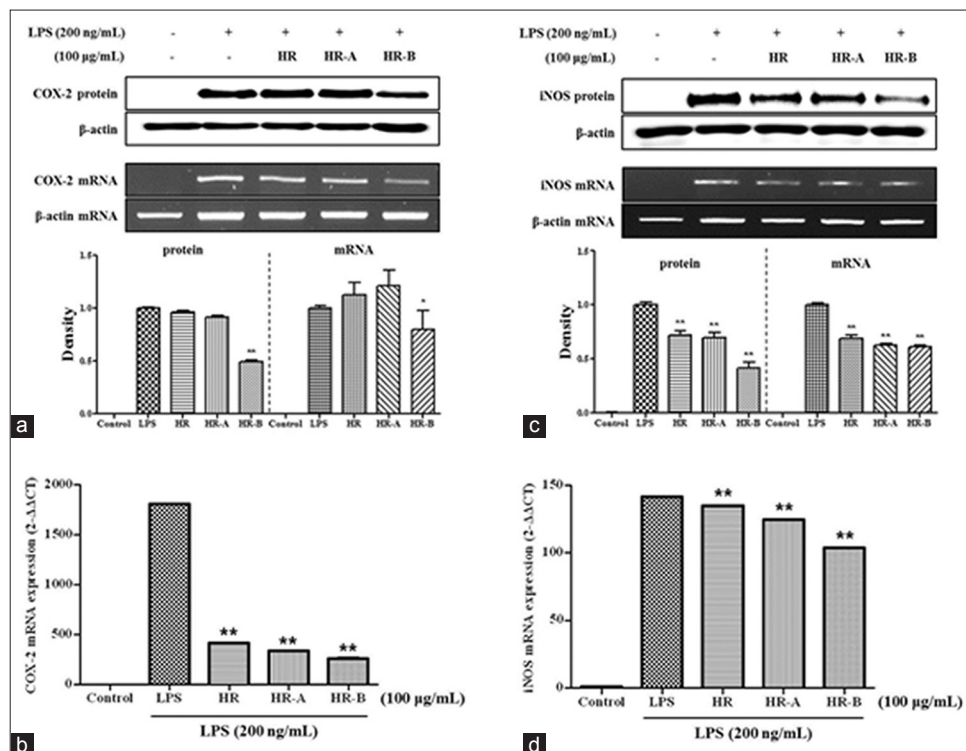 LPS (200 ng/mL) - + + + +
(100 µg/mL) - - HR HR-A HR-B
COX-2 protein
β-actin
COX-2 mRNA
β-actin mRNA
protein mRNA
Density
1.5
1.0
0.5
0.0
Control LPS HR HR-A HR-B Control LPS HR HR-A HR-B
** *
a
LPS (200 ng/mL) - + + + +
(100 µg/mL) - - HR HR-A HR-B
iNOS protein
β-actin
iNOS mRNA
β-actin mRNA
protein mRNA
Density
1.5
1.0
0.5
0.0
** ** ** ** ** **
Control LPS HR HR-A HR-B Control LPS HR HR-A HR-B
c
COX-2 mRNA expression (2-ΔΔCT)
2000
1500
1000
500
0
** ** **
Control LPS HR HR-A HR-B (100 µg/mL)
LPS (200 ng/mL)
b
iNOS mRNA expression (2-ΔΔCT)
150
100
50
0
** ** **
Control LPS HR HR-A HR-B (100 µg/mL)
LPS (200 ng/mL)
d